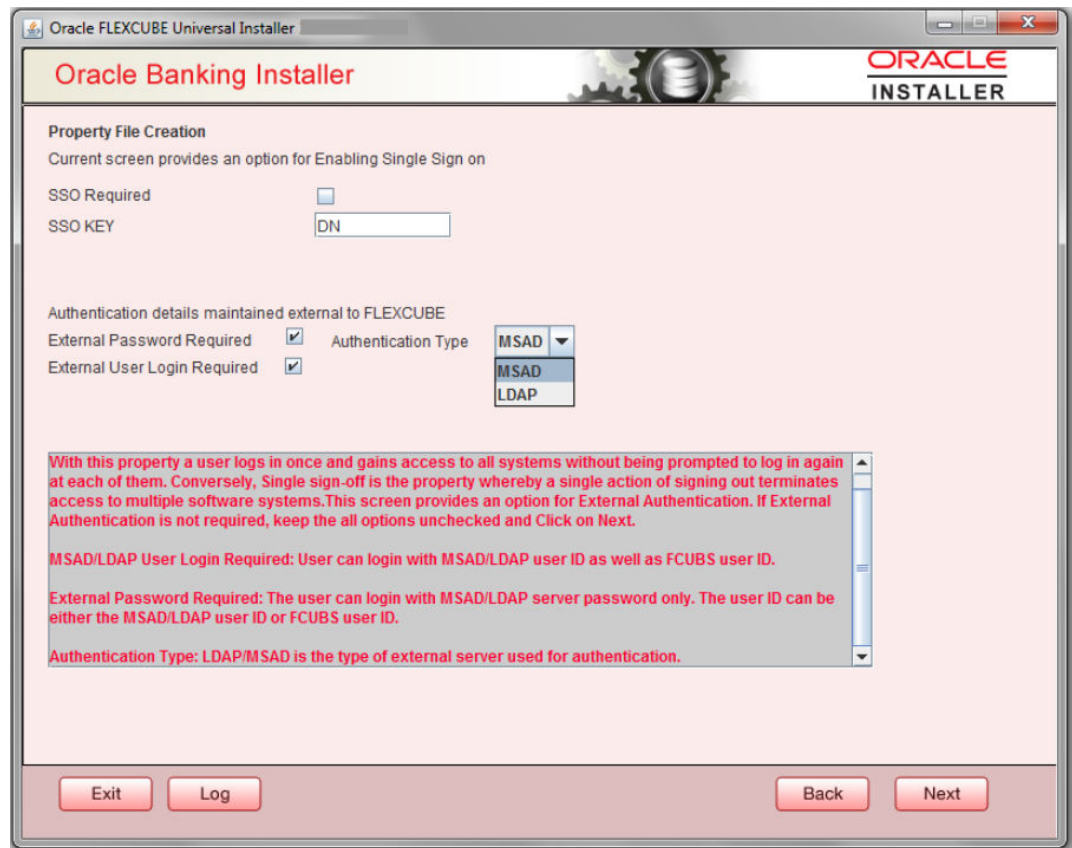 Oracle FLEXCUBE Universal Installer
Oracle Banking Installer
ORACLE
INSTALLER
Property File Creation
Current screen provides an option for Enabling Single Sign on
SSO Required
SSO KEY DN
Authentication details maintained external to FLEXCUBE
External Password Required Authentication Type MSAD
External User Login Required MSAD
LDAP
With this property a user logs in once and gains access to all systems without being prompted to log in again
at each of them. Conversely, Single sign-off is the property whereby a single action of signing out terminates
access to multiple software systems.This screen provides an option for External Authentication. If External
Authentication is not required, keep the all options unchecked and Click on Next.
MSAD/LDAP User Login Required: User can login with MSAD/LDAP user ID as well as FCUBS user ID.
External Password Required: The user can login with MSAD/LDAP server password only. The user ID can be
either the MSAD/LDAP user ID or FCUBS user ID.
Authentication Type: LDAP/MSAD is the type of external server used for authentication.
Exit Log Back Next